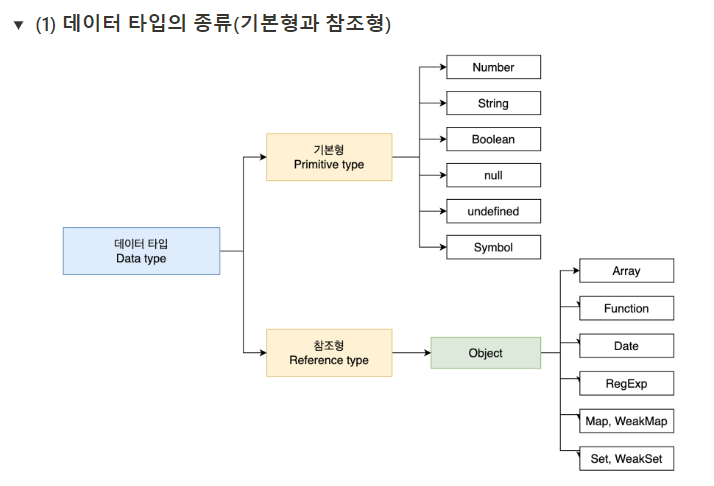 ▼ (1) 데이터 타입의 종류(기본형과 참조형)
Number
String
기본형
Primitive type
Boolean
null
undefined
Symbol
데이터 타입
Data type
Array
Function
참조형
Reference type
Object
Date
RegExp
Map, WeakMap
Set, WeakSet